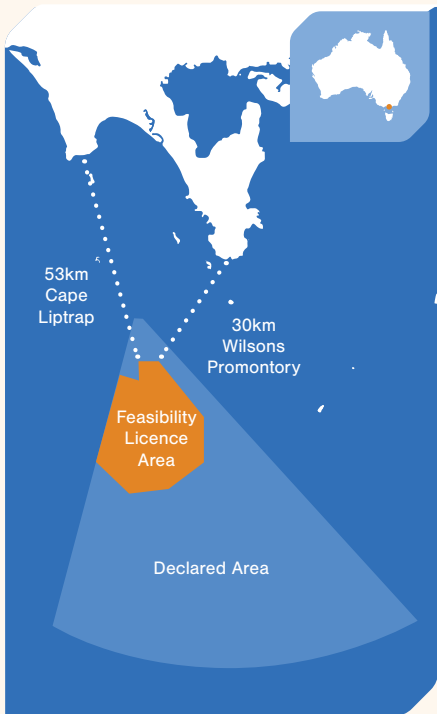 53km
Cape
Liptrap
30km
Wilsons
Promontory
Feasibility
Licence
Area
Declared Area